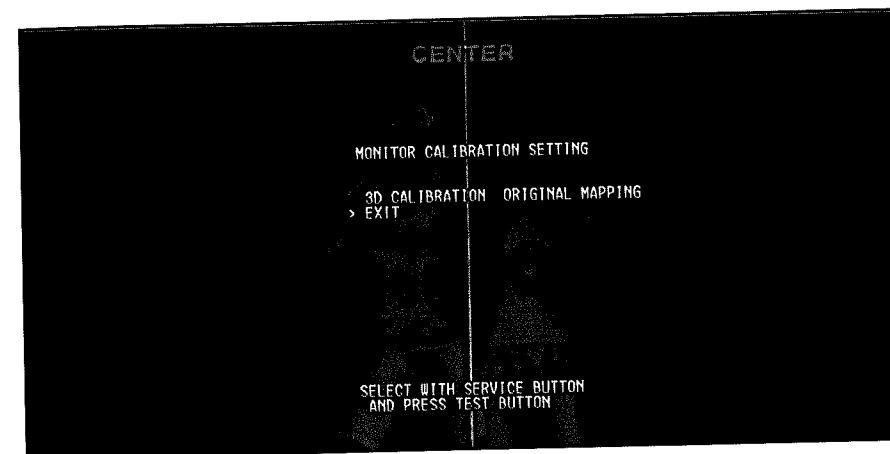 CENTER
MONITOR CALIBRATION SETTING
3D CALIBRATION ORIGINAL MAPPING
> EXIT
SELECT WITH SERVICE BUTTON
AND PRESS TEST BUTTON